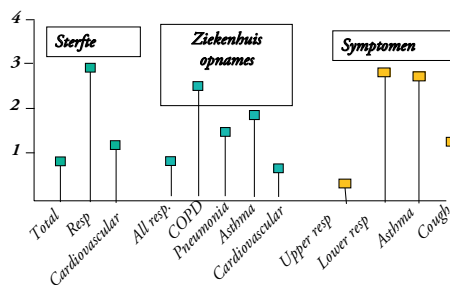 4
3
2
1
Sterfte
Ziekenhuis
opnames
Symptomen
Total
Resp
Cardiovascular
All resp.
COPD
Pneumonia
Asthma
Cardiovascular
Upper resp
Lower resp
Asthma
Cough